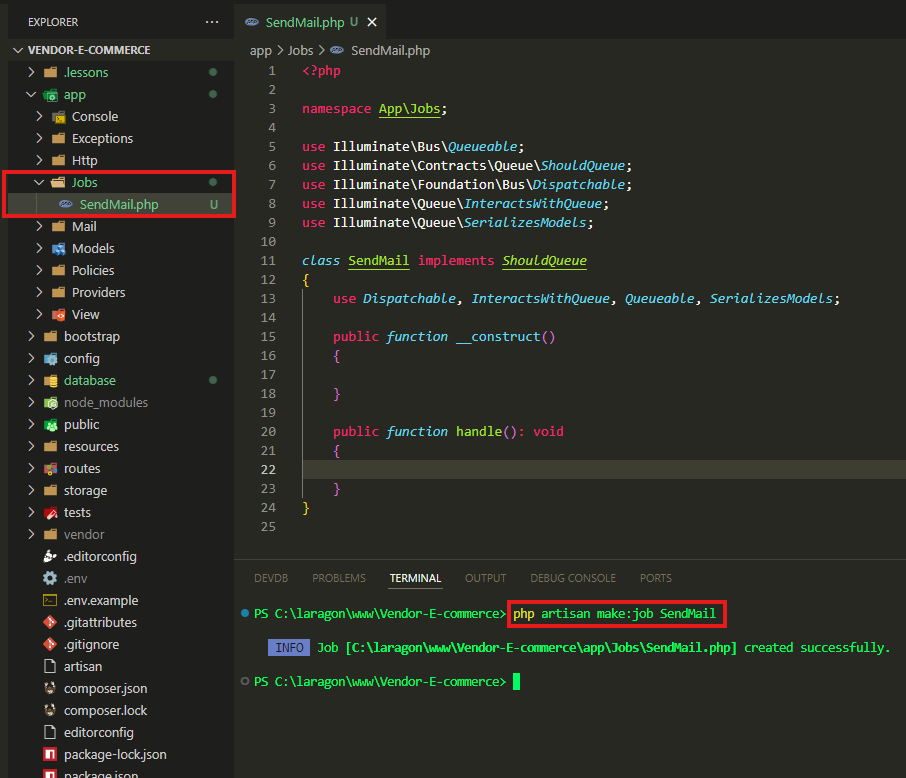 EXPLORER
VENDOR-E-COMMERCE
.lessons
app
Console
Exceptions
Http
Jobs
SendMail.php U
Mail
Models
Policies
Providers
View
bootstrap
config
database
node_modules
public
resources
routes
storage
tests
vendor
.editorconfig
.env
.env.example
.gitattributes
.gitignore
artisan
composer.json
composer.lock
editorconfig
package-lock.json
package.json
SendMail.php U
app > Jobs > SendMail.php
1 <?php
2
3 namespace App\Jobs;
4
5 use Illuminate\Bus\Queueable;
6 use Illuminate\Contracts\Queue\ShouldQueue;
7 use Illuminate\Foundation\Bus\Dispatchable;
8 use Illuminate\Queue\InteractsWithQueue;
9 use Illuminate\Queue\SerializesModels;
10
11 class SendMail implements ShouldQueue
12 {
13     use Dispatchable, InteractsWithQueue, Queueable, SerializesModels;
14
15     public function __construct()
16     {
17
18     }
19
20     public function handle(): void
21     {
22
23     }
24 }
25
DEVDB PROBLEMS TERMINAL OUTPUT DEBUG CONSOLE PORTS
PS C:\laragon\www\Vendor-E-commerce> php artisan make:job SendMail
INFO Job [C:\laragon\www\Vendor-E-commerce\app\Jobs\SendMail.php] created successfully.
PS C:\laragon\www\Vendor-E-commerce>